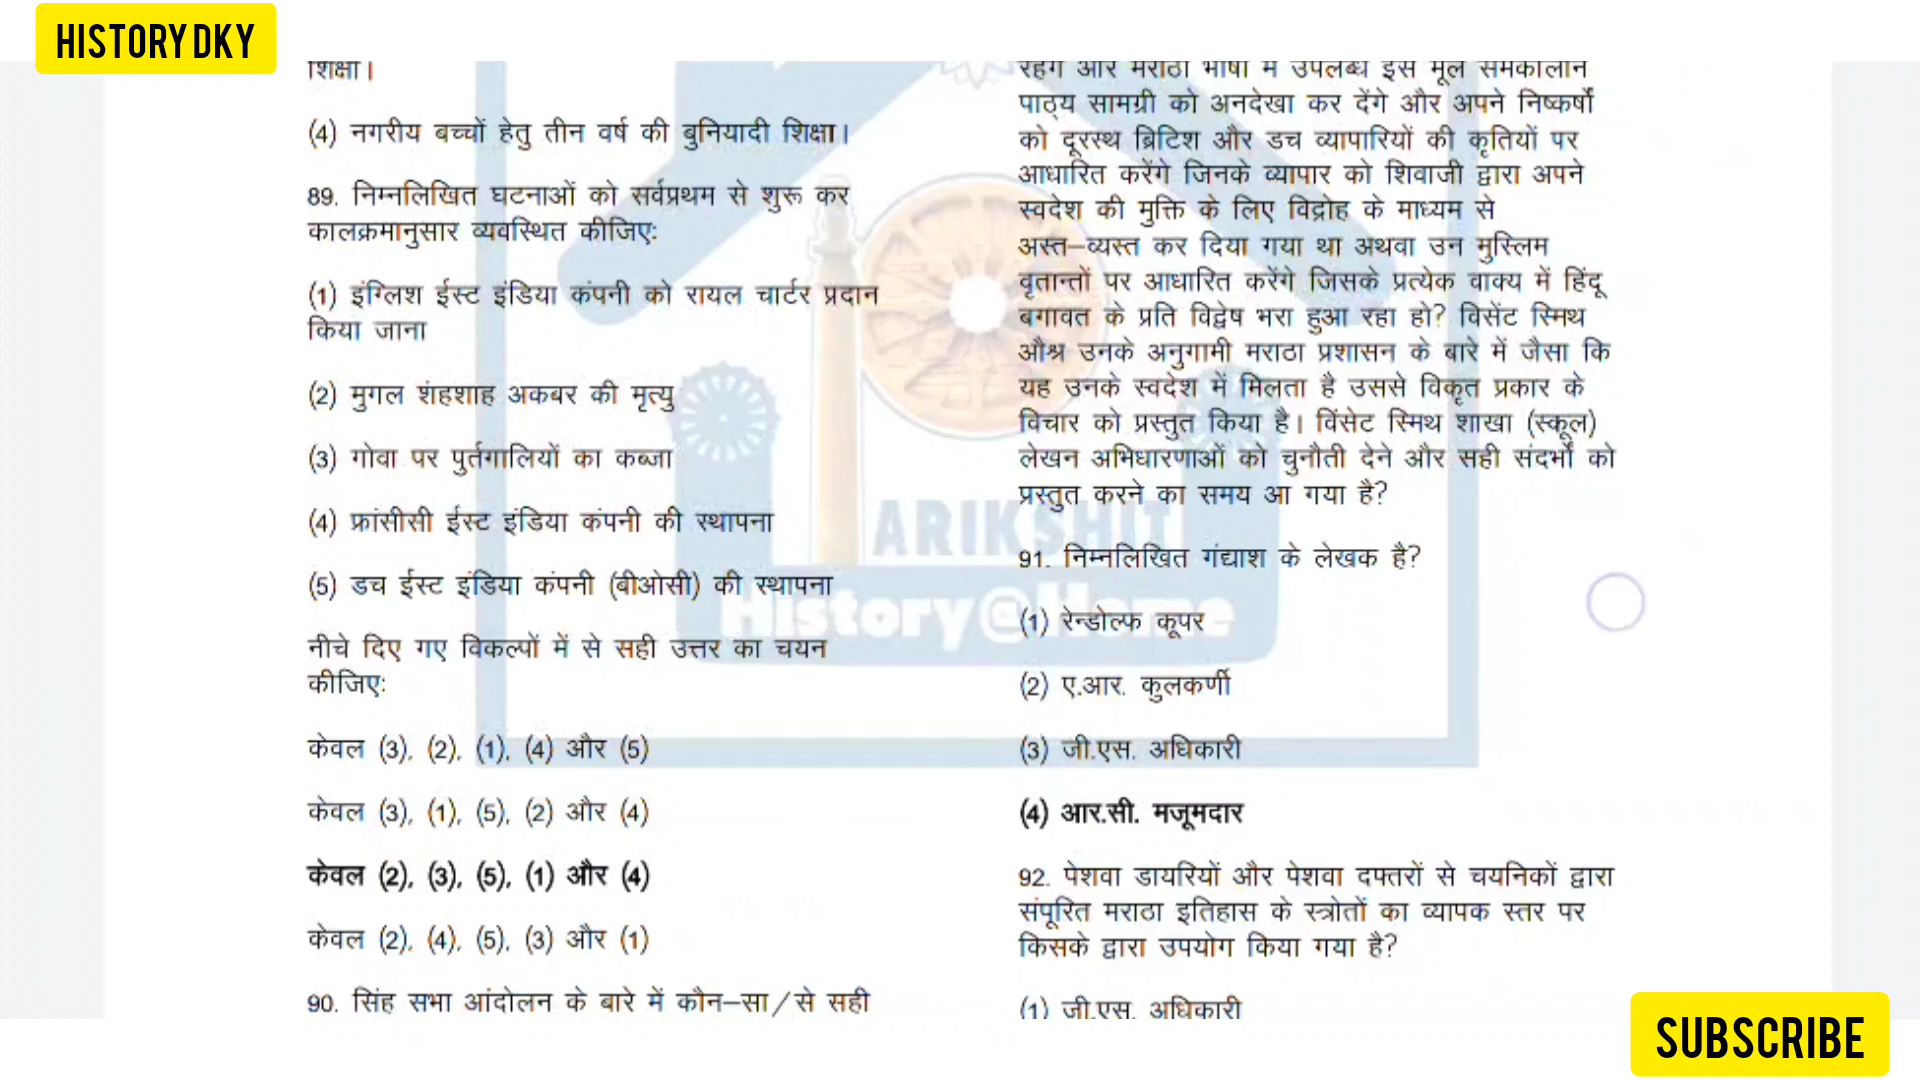 HISTORY DKY
शिक्षा।
(4) नगरीय बच्चों हेतु तीन वर्ष की बुनियादी शिक्षा।
89. निम्नलिखित घटनाओं को सर्वप्रथम से शुरू कर
कालक्रमानुसार व्यवस्थित कीजिए:
(1) इंग्लिश ईस्ट इंडिया कंपनी को रायल चार्टर प्रदान
किया जाना
(2) मुगल शंहशाह अकबर की मृत्यु
(3) गोवा पर पुर्तगालियों का कब्जा
(4) फ्रांसीसी ईस्ट इंडिया कंपनी की स्थापना
(5) डच ईस्ट इंडिया कंपनी (बीओसी) की स्थापना
नीचे दिए गए विकल्पों में से सही उत्तर का चयन
कीजिए:
केवल (3), (2), (1), (4) और (5)
केवल (3), (1), (5), (2) और (4)
केवल (2), (3), (5), (1) और (4)
केवल (2), (4), (5), (3) और (1)
90. सिंह सभा आंदोलन के बारे में कौन–सा/से सही
रहेंगे और मराठा भाषा में उपलब्ध इस मूल समकालीन
पाठ्य सामग्री को अनदेखा कर देंगे और अपने निष्कर्षों
को दूरस्थ ब्रिटिश और डच व्यापारियों की कृतियों पर
आधारित करेंगे जिनके व्यापार को शिवाजी द्वारा अपने
स्वदेश की मुक्ति के लिए विद्रोह के माध्यम से
अस्त–व्यस्त कर दिया गया था अथवा उन मुस्लिम
वृतान्तों पर आधारित करेंगे जिसके प्रत्येक वाक्य में हिंदू
बगावत के प्रति विद्वेष भरा हुआ रहा हो? विसेंट स्मिथ
औश्र उनके अनुगामी मराठा प्रशासन के बारे में जैसा कि
यह उनके स्वदेश में मिलता है उससे विकृत प्रकार के
विचार को प्रस्तुत किया है। विंसेट स्मिथ शाखा (स्कूल)
लेखन अभिधारणाओं को चुनौती देने और सही संदर्भों को
प्रस्तुत करने का समय आ गया है?
91. निम्नलिखित गंद्याश के लेखक है?
(1) रेन्डोल्फ कूपर
(2) ए.आर. कुलकर्णी
(3) जी.एस. अधिकारी
(4) आर.सी. मजूमदार
92. पेशवा डायरियों और पेशवा दफ्तरों से चयनिकों द्वारा
संपूरित मराठा इतिहास के स्त्रोतों का व्यापक स्तर पर
किसके द्वारा उपयोग किया गया है?
(1) जी.एस. अधिकारी
ARIKSHIT
History@Home
SUBSCRIBE